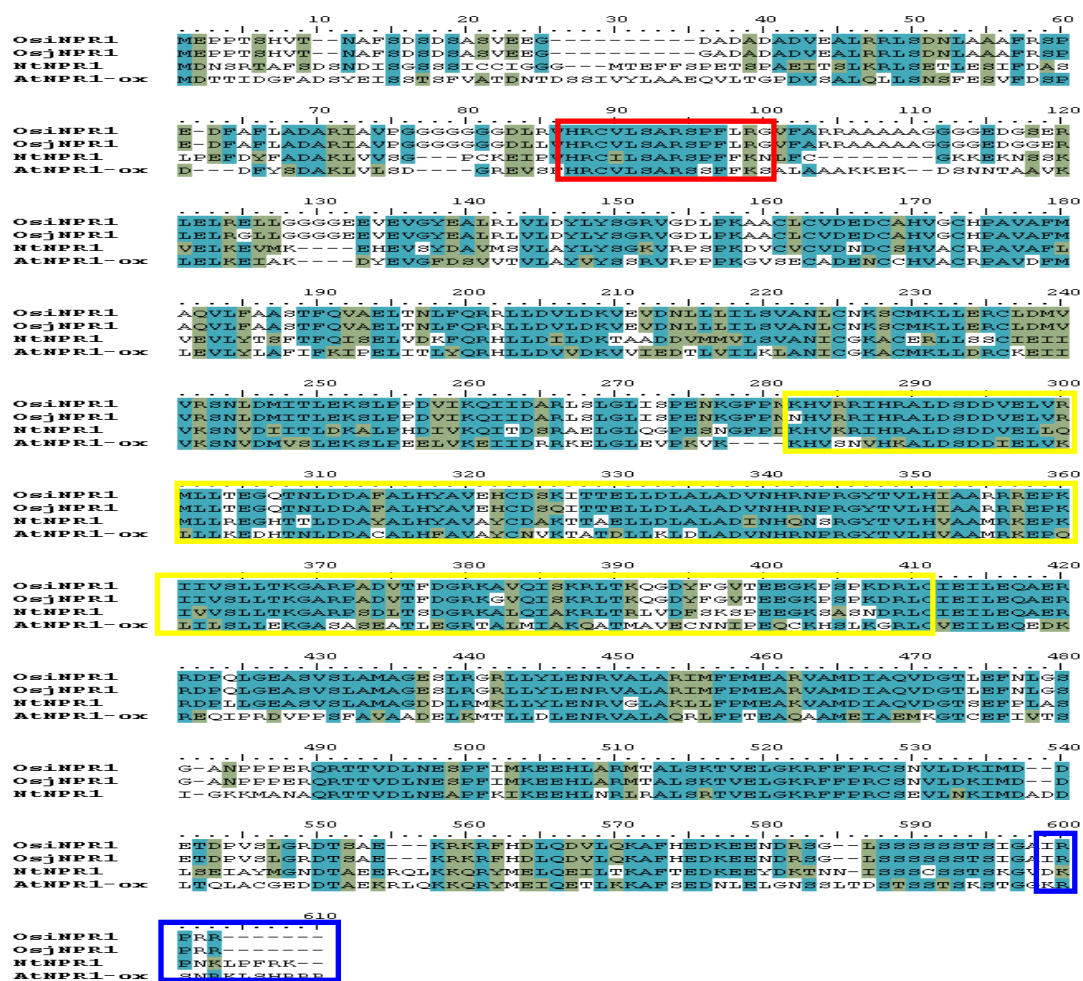 10 20 30 40 50 60
OsiNPR1 MEPPTSHVT--NAFSDSDSASVEEG----------DADADADVEALRRLSDNLAAAFRSP
OsjNPR1 MEPPTSHVT--NAFSDSDSASVEEG----------GADADADVEALRRLSDNLAAAFRSP
NtNPR1 MDNSRTAFSDSNDISGSSSICCIGGG---MTEFFSPETSPAEITSLKRLSETLESIFDAS
AtNPR1-ox MDTTIDGFADSYEISSTSFVATDNTDSSIVYLAAEQVLTGPDVSALQLLSNSFESVFDSP
70 80 90 100 110 120
OsiNPR1 E-DFAFLADARIAVPGGGGGGGDLRVHRCVLSARSPFLRGVFARRAAAAAGGGGEDGSER
OsjNPR1 E-DFAFLADARIAVPGGGGGGGDLLVHRCVLSARSPFLRGVFARRAAAAAGGGGEDGGER
NtNPR1 LPEFDYFADAKLVVSG---PCKEIPVHRCILSARSPFFKNLFC--------GKKEKNSSK
AtNPR1-ox D---DFYSDAKLVLSD---GREVSFHRCVLSARSSFFKSALAAAKKEK-DSNNTAAVK
130 140 150 160 170 180
OsiNPR1 LELRELLGGGGEEVEVGYEALRLVLDYLYSGRVGDLPKAACLCVDEDCAHVGCHPAVAFM
OsjNPR1 LELRGLLGGGGEEVEVGYEALRLVLDYLYSGRVGDLPKAACLCVDEDCAHVGCHPAVAFM
NtNPR1 VELKEVMK----EHEVSYDAVMSVLAYLYSGKVRPSPKDVCVCVDNDCSHVACRPAVAFL
AtNPR1-ox LELKEIAK----DYEVGFDSVVTVLAYVYSSRVRPPPKGVSECADENCCHVACRPAVDFM
190 200 210 220 230 240
OsiNPR1 AQVLFAASTFQVAELTNLFQRRLLDVLDKVEVDNLLLILSVANLCNKSCMKLLERCLDMV
OsjNPR1 AQVLFAASTFQVAELTNLFQRRLLDVLDKVEVDNLLLILSVANLCNKSCMKLLERCLDMV
NtNPR1 VEVLYTSFTFQISELVDKFQRHLLDILDKTAADDVMMVLSVANICGKACERLLSSCIEII
AtNPR1-ox LEVLYLAFIFKIPELITLYQRHLLDVVDKVVIEDTLVILKLANICGKACMKLLDRCKEII
250 260 270 280 290 300
OsiNPR1 VRSNLDMITLEKSLPPDVIKQIIDARLSLGLISPENKGFPNKHVRRIHRALDSDDVELVR
OsjNPR1 VRSNLDMITLEKSLPPDVIKQIIDARLSLGLISPENKGFPNNHVRRIHRALDSDDVELVR
NtNPR1 VKSNVDIITLDKALPHDIVKQITDSRAELGLQGPESNGFPDKHVKRIHRALDSDDVELLQ
AtNPR1-ox VKSNVDMVSLEKSLPEELVKEIIDRRKELGLEVPKVK----KHVSNVHKALDSDDIELVK
310 320 330 340 350 360
OsiNPR1 MLLTEGQTNLDDAFALHYAVEHCDSKITTELLDLALADVNHRNPRGYTVLHIAARRREPK
OsjNPR1 MLLTEGQTNLDDAFALHYAVEHCDSQITTELLDLALADVNHRNPRGYTVLHIAARRREPK
NtNPR1 MLLREGHTTLDDAYALHYAVAYCDAKTTAELLDLALADINHQNSRGYTVLHVAAMRKEPK
AtNPR1-ox LLLKEDHTNLDDACALHFAVAYCNVKTATDLLKLDLADVNHRNPRGYTVLHVAAMRKEPQ
370 380 390 400 410 420
OsiNPR1 IIVSLLTKGARPADVTFDGRKAVQISKRLTKQGDYFGVTEEGKPSPKDRLCIEILEQAER
OsjNPR1 IIVSLLTKGARPADVTFDGRKGVQISKRLTKQGDYFGVTEEGKPSPKDRLCIEILEQAER
NtNPR1 IVVSLLTKGARPSDLTSDGRKALQIAKRLTRLVDFSKSPEEGKSASNDRLCIEILEQAER
AtNPR1-ox LILSLLEKGASASEATLEGRTALMIAKQATMAVECNNIPEQCKHSLKGRLCVEILEQEDK
430 440 450 460 470 480
OsiNPR1 RDPQLGEASVSLAMAGESLRGRLLYLENRVALARIMFPMEARVAMDIAQVDGTLEFNLGS
OsjNPR1 RDPQLGEASVSLAMAGESLRGRLLYLENRVALARIMFPMEARVAMDIAQVDGTLEFNLGS
NtNPR1 RDPLLGEASVSLAMAGDDLRMKLLYLENRVGLAKLLFPMEAKVAMDIAQVDGTSEFPLAS
AtNPR1-ox REQIPRDVPPSFAVAADELKMTLLDLENRVALAQRLFPTEAQAAMEIAEMKGTCEFIVTS
490 500 510 520 530 540
OsiNPR1 G-ANPPPERQRTTVDLNESPFIMKEEHLARMTALSKTVELGKRFFPRCSNVLDKIMD--D
OsjNPR1 G-ANPPPERQRTTVDLNESPFIMKEEHLARMTALSKTVELGKRFFPRCSNVLDKIMD--D
NtNPR1 I-GKKMANAQRTTVDLNEAPFKIKEEHLNRLRALSRTVELGKRFFPRCSEVLNKIMDADD
550 560 570 580 590 600
OsiNPR1 ETDPVSLGRDTSAE---KRKRFHDLQDVLQKAFHEDKEENDRSG--LSSSSSSTSIGAIR
OsjNPR1 ETDPVSLGRDTSAE---KRKRFHDLQDVLQKAFHEDKEENDRSG--LSSSSSSTSIGAIR
NtNPR1 LSEIAYMGNDTAEERQLKKQRYMELQEILTKAFTEDKEEYDKTNN-ISSSCSSTSKGVDK
AtNPR1-ox LTQLACGEDDTAEKRLQKKQRYMEIQETLKKAFSEDNLELGNSSLTDSTSSTSKSTGGKR
610
OsiNPR1 PRR-------
OsjNPR1 PRR-------
NtNPR1 PNKLPFRK--
AtNPR1-ox SNRKLSHRRR